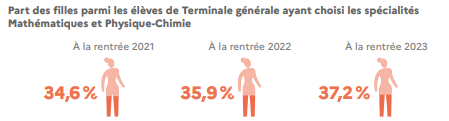 Part des filles parmi les élèves de Terminale générale ayant choisi les spécialités
Mathématiques et Physique-Chimie
À la rentrée 2021
À la rentrée 2022
À la rentrée 2023
34,6 %
35,9 %
37,2 %